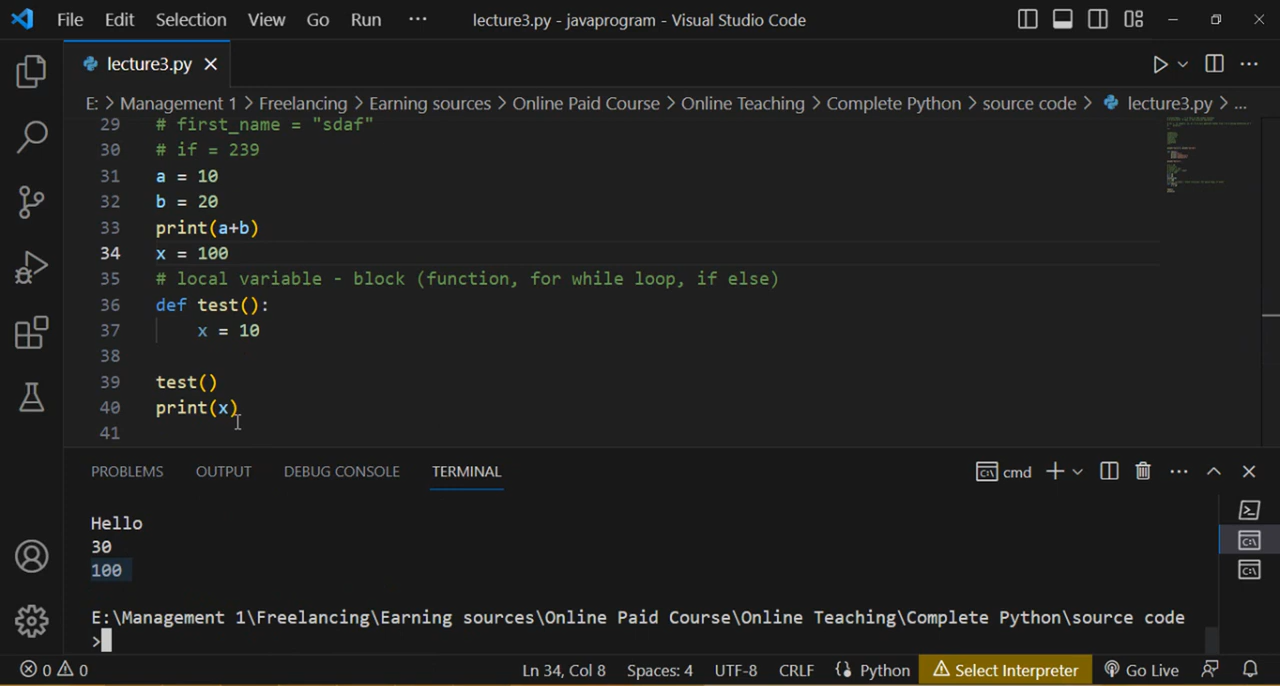 File Edit Selection View Go Run ··· lecture3.py - javaprogram - Visual Studio Code
lecture3.py
E: > Management 1 > Freelancing > Earning sources > Online Paid Course > Online Teaching > Complete Python > source code > lecture3.py > ...
29 # first_name = "sdaf"
30 # if = 239
31 a = 10
32 b = 20
33 print(a+b)
34 x = 100
35 # local variable - block (function, for while loop, if else)
36 def test():
37 x = 10
38
39 test()
40 print(x)
41
PROBLEMS OUTPUT DEBUG CONSOLE TERMINAL cmd
Hello
30
100
E:\Management 1\Freelancing\Earning sources\Online Paid Course\Online Teaching\Complete Python\source code
>
0 0 Ln 34, Col 8 Spaces: 4 UTF-8 CRLF Python Select Interpreter Go Live